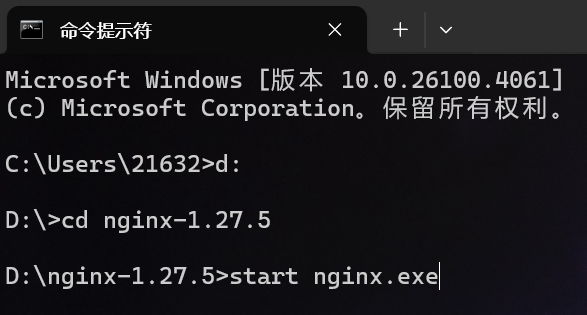 命令提示符
Microsoft Windows [版本 10.0.26100.4061]
(c) Microsoft Corporation。保留所有权利。
C:\Users\21632>d:
D:\>cd nginx-1.27.5
D:\nginx-1.27.5>start nginx.exe